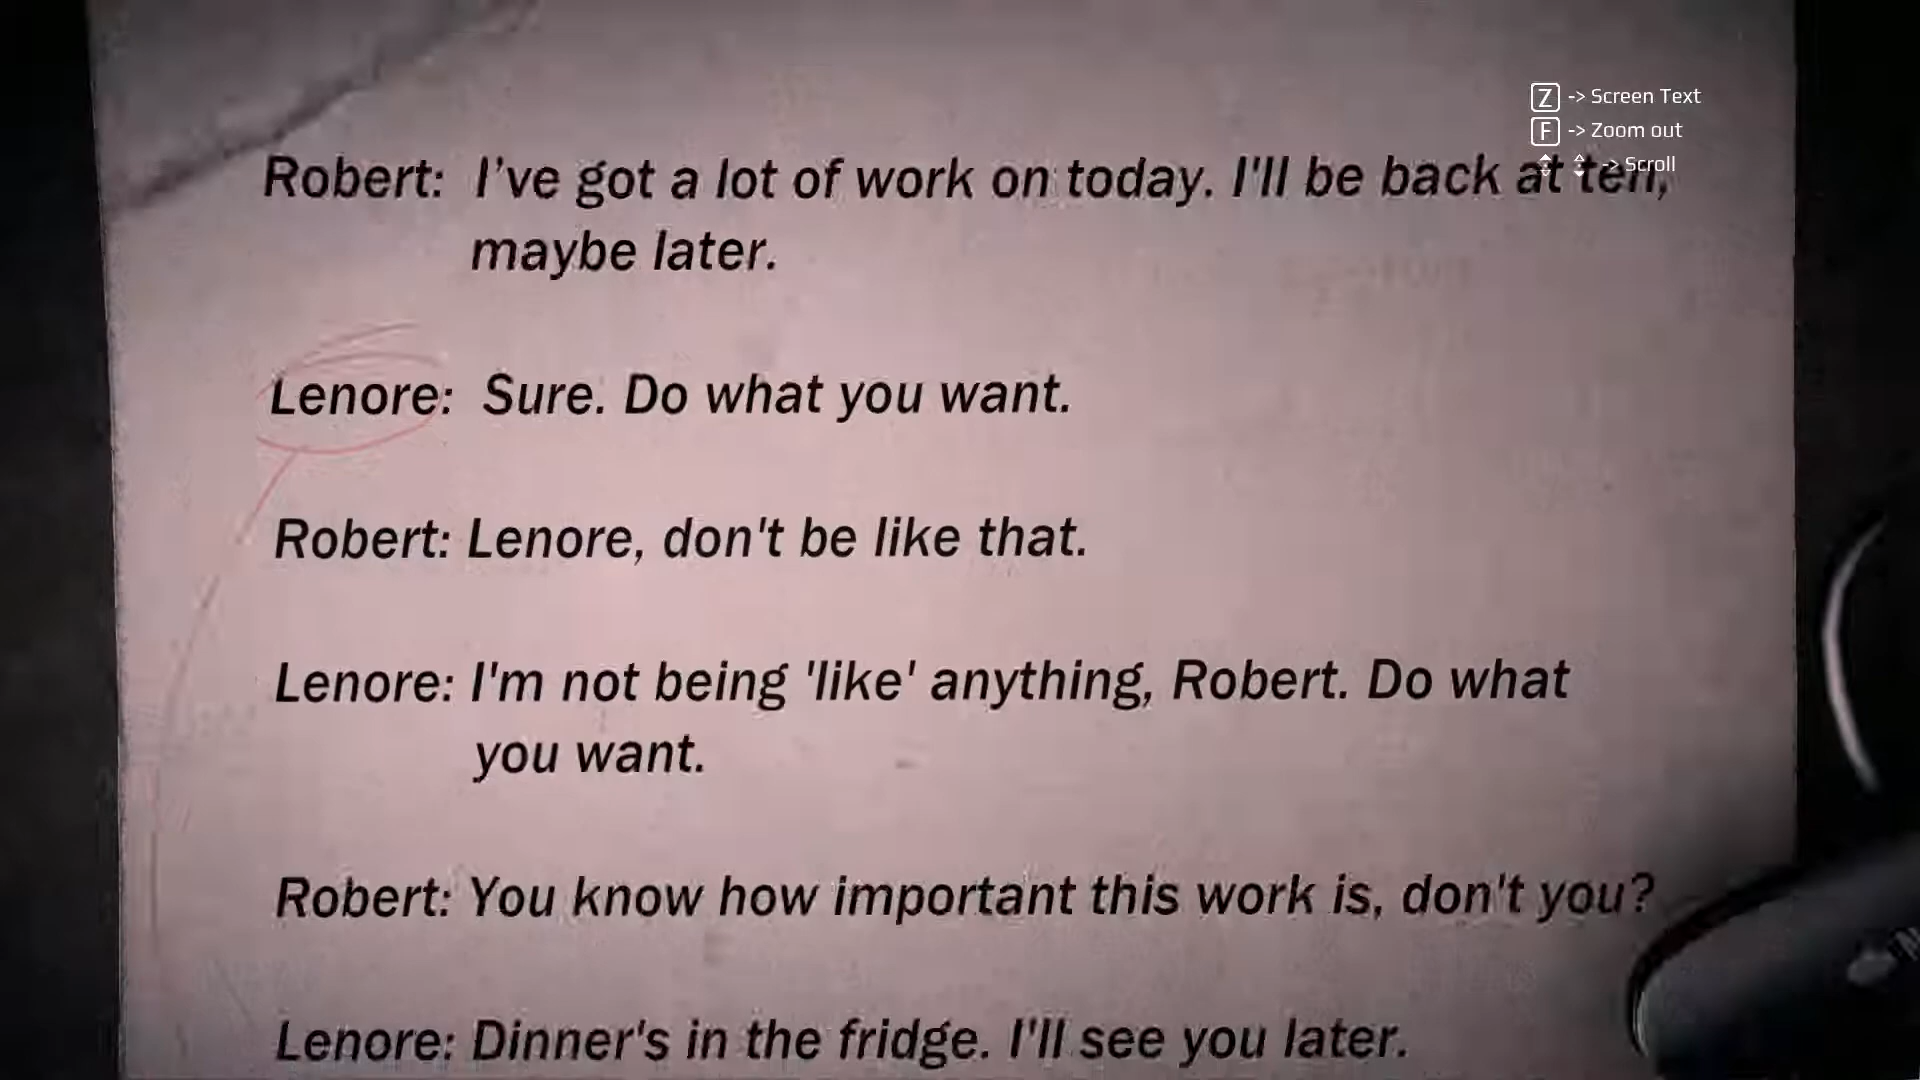 Z -> Screen Text
F -> Zoom out
-> Scroll
Robert: I've got a lot of work on today. I'll be back at ten,
maybe later.
Lenore: Sure. Do what you want.
Robert: Lenore, don't be like that.
Lenore: I'm not being 'like' anything, Robert. Do what
you want.
Robert: You know how important this work is, don't you?
Lenore: Dinner's in the fridge. I'll see you later.